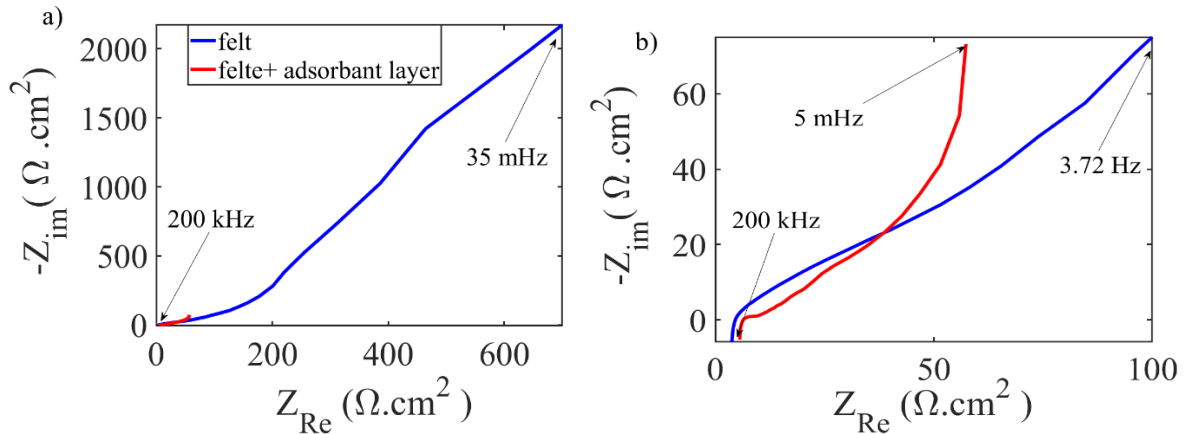 a)
2000
1500
1000
500
0
-Z_im( Ω .cm^2)
felt
felte+ adsorbant layer
35 mHz
200 kHz
0
200
400
600
Z_Re (Ω.cm^2 )
b)
60
40
20
0
-Z_im( Ω .cm^2)
5 mHz
3.72 Hz
200 kHz
0
50
100
Z_Re (Ω.cm^2)